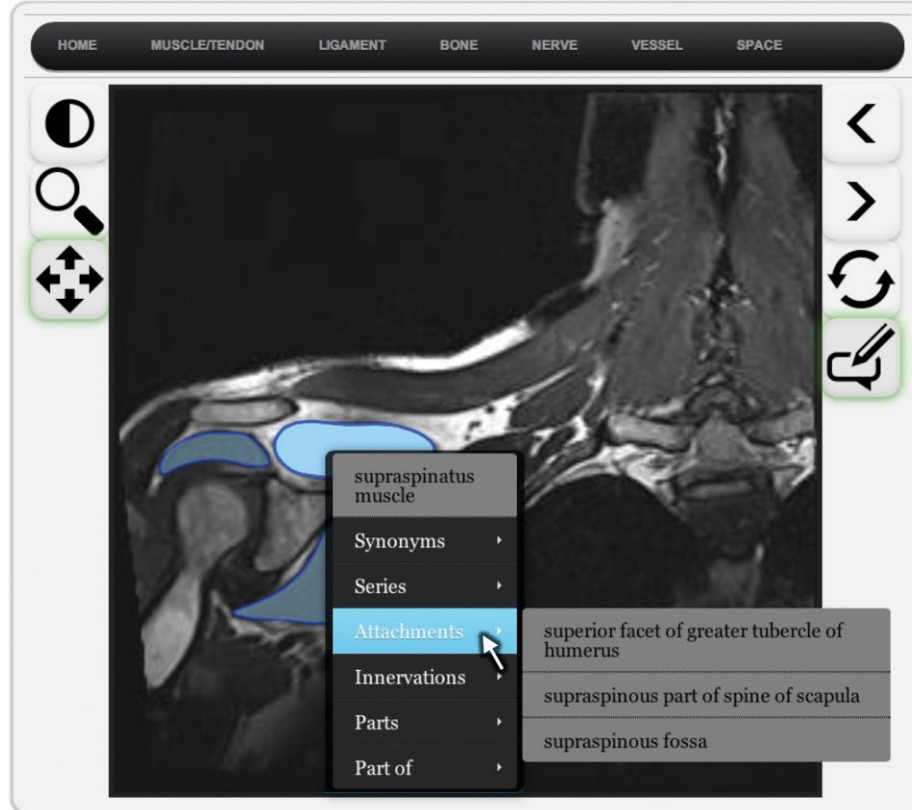 HOME MUSCLE/TENDON LIGAMENT BONE NERVE VESSEL SPACE
supraspinatus
muscle
Synonyms
Series
Attachments
superior facet of greater tubercle of
humerus
Innervations
supraspinous part of spine of scapula
Parts
supraspinous fossa
Part of